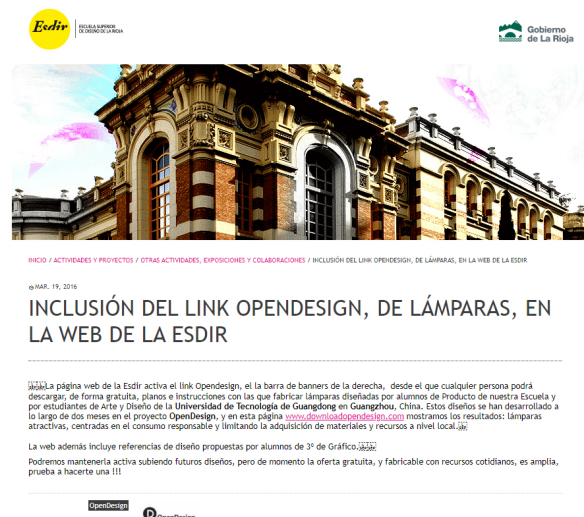 Esdir
ESCUELA SUPERIOR
DE DISEÑO DE LA RIOJA
Gobierno
de La Rioja
INICIO / ACTIVIDADES Y PROYECTOS / OTRAS ACTIVIDADES, EXPOSICIONES Y COLABORACIONES / INCLUSIÓN DEL LINK OPENDESIGN, DE LÁMPARAS, EN LA WEB DE LA ESDIR
MAR. 19, 2016
INCLUSIÓN DEL LINK OPENDESIGN, DE LÁMPARAS, EN
LA WEB DE LA ESDIR
La página web de la Esdir activa el link Opendesign, el la barra de banners de la derecha, desde el que cualquier persona podrá
descargar, de forma gratuita, planos e instrucciones con las que fabricar lámparas diseñadas por alumnos de Producto de nuestra Escuela y
por estudiantes de Arte y Diseño de la Universidad de Tecnología de Guangdong en Guangzhou, China. Estos diseños se han desarrollado a
lo largo de dos meses en el proyecto OpenDesign, y en esta página www.downloadopendesign.com mostramos los resultados: lámparas
atractivas, centradas en el consumo responsable y limitando la adquisición de materiales y recursos a nivel local.
La web además incluye referencias de diseño propuestas por alumnos de 3º de Gráfico.
Podremos mantenerla activa subiendo futuros diseños, pero de momento la oferta gratuita, y fabricable con recursos cotidianos, es amplia,
prueba a hacerte una !!!
OpenDesign
OpenDesign